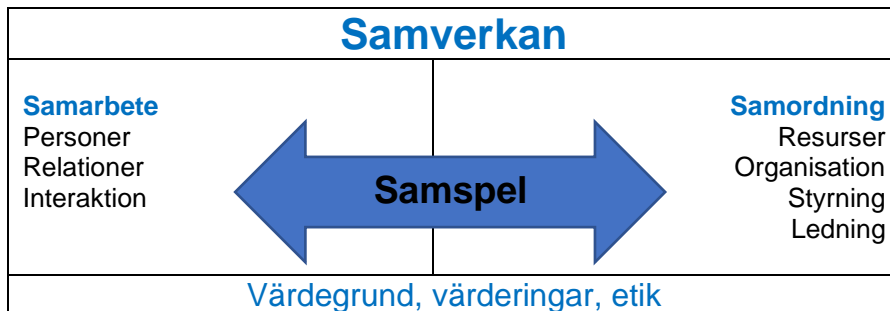 Samverkan
Samarbete
Personer
Relationer
Interaktion
Samspel
Samordning
Resurser
Organisation
Styrning
Ledning
Värdegrund, värderingar, etik